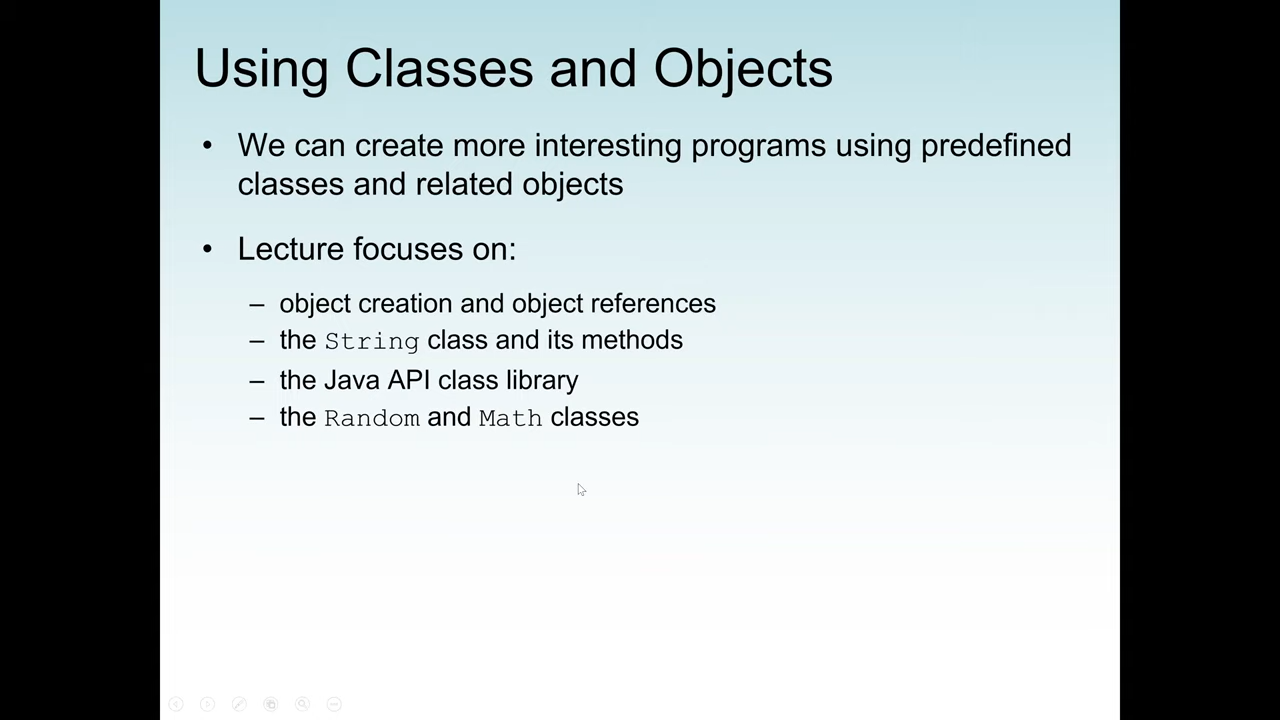 Using Classes and Objects
• We can create more interesting programs using predefined
classes and related objects
• Lecture focuses on:
– object creation and object references
– the String class and its methods
– the Java API class library
– the Random and Math classes